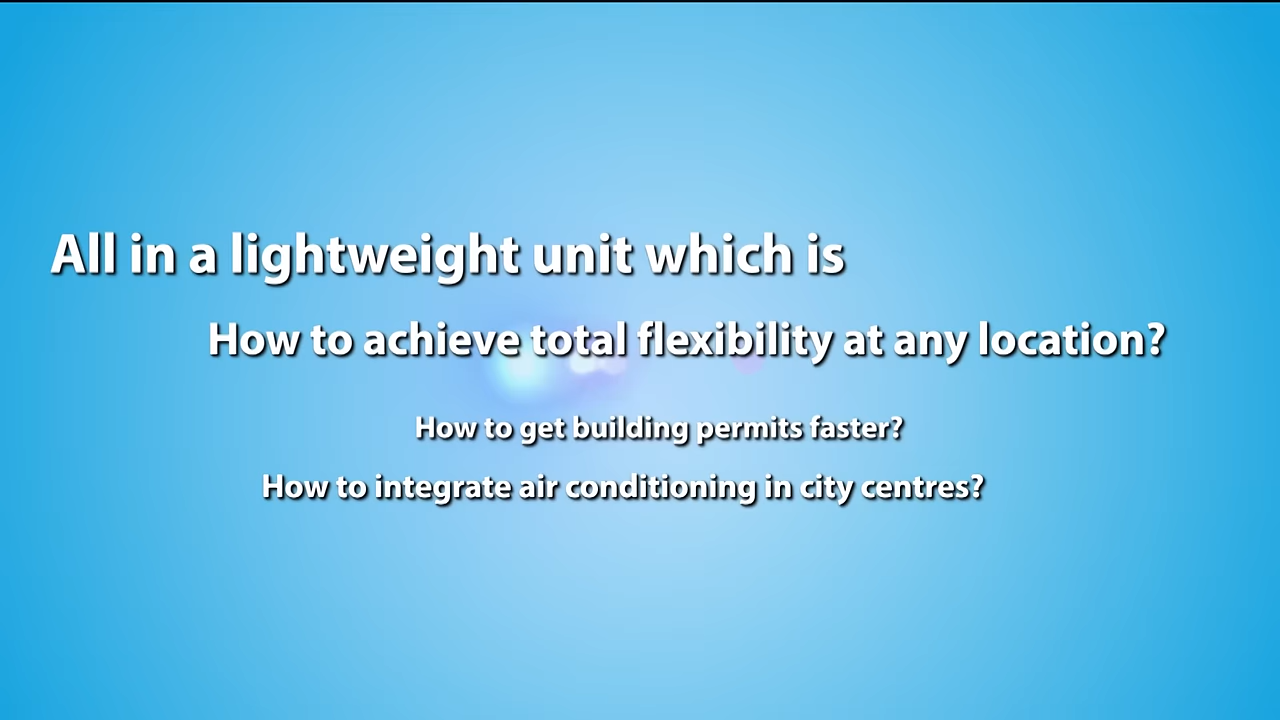 All in a lightweight unit which is
How to achieve total flexibility at any location?
How to get building permits faster?
How to integrate air conditioning in city centres?